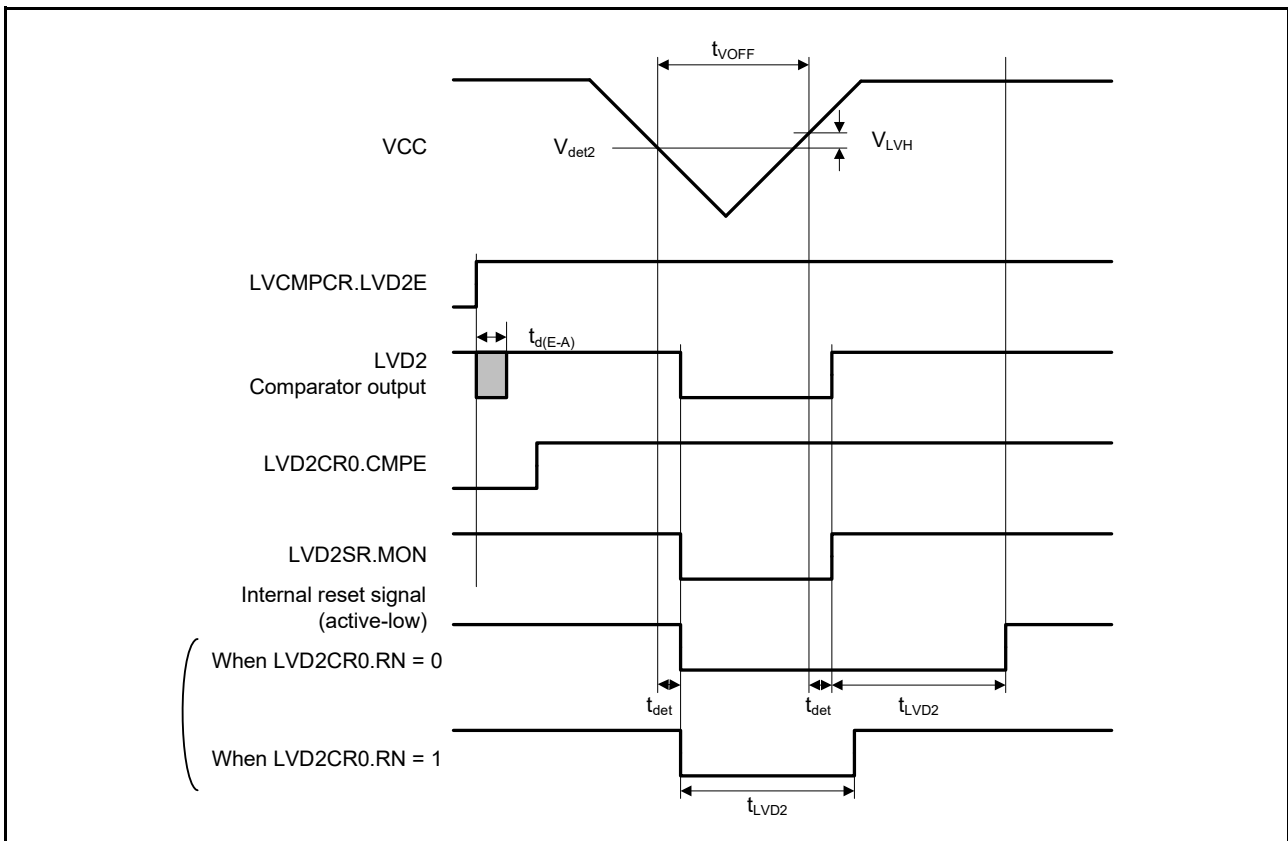 tVOFF
VCC
Vdet2
VLVH
LVCMPCR.LVD2E
td(E-A)
LVD2
Comparator output
LVD2CR0.CMPE
LVD2SR.MON
Internal reset signal
(active-low)
When LVD2CR0.RN = 0
tdet
tdet
tLVD2
When LVD2CR0.RN = 1
tLVD2